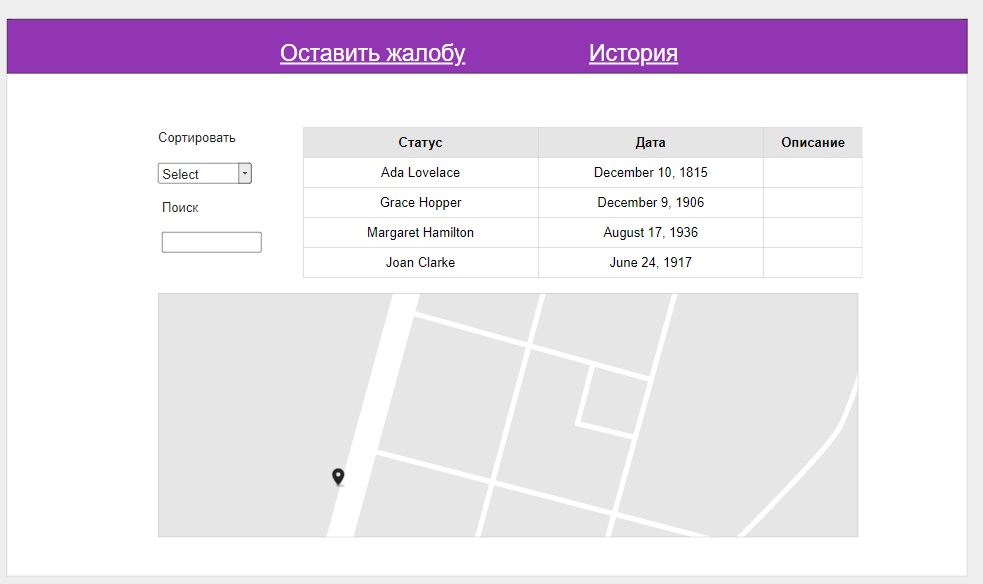 Оставить жалобу История
Сортировать
Select
Поиск
Статус Дата Описание
Ada Lovelace December 10, 1815
Grace Hopper December 9, 1906
Margaret Hamilton August 17, 1936
Joan Clarke June 24, 1917